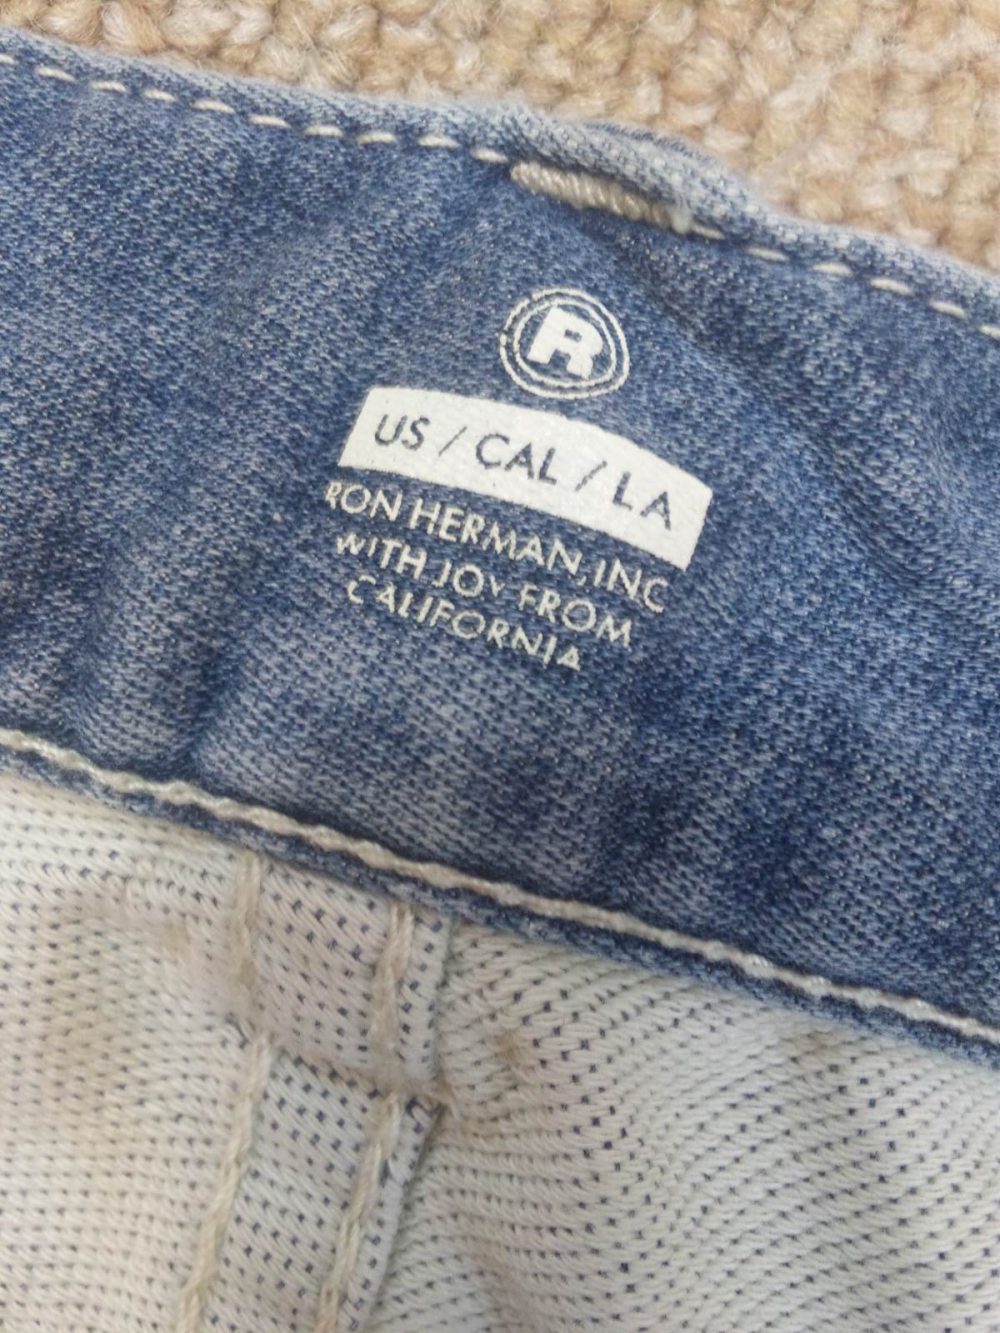 R
US / CAL / LA
RON HERMAN, INC
WITH JOY FROM
CALIFORNIA